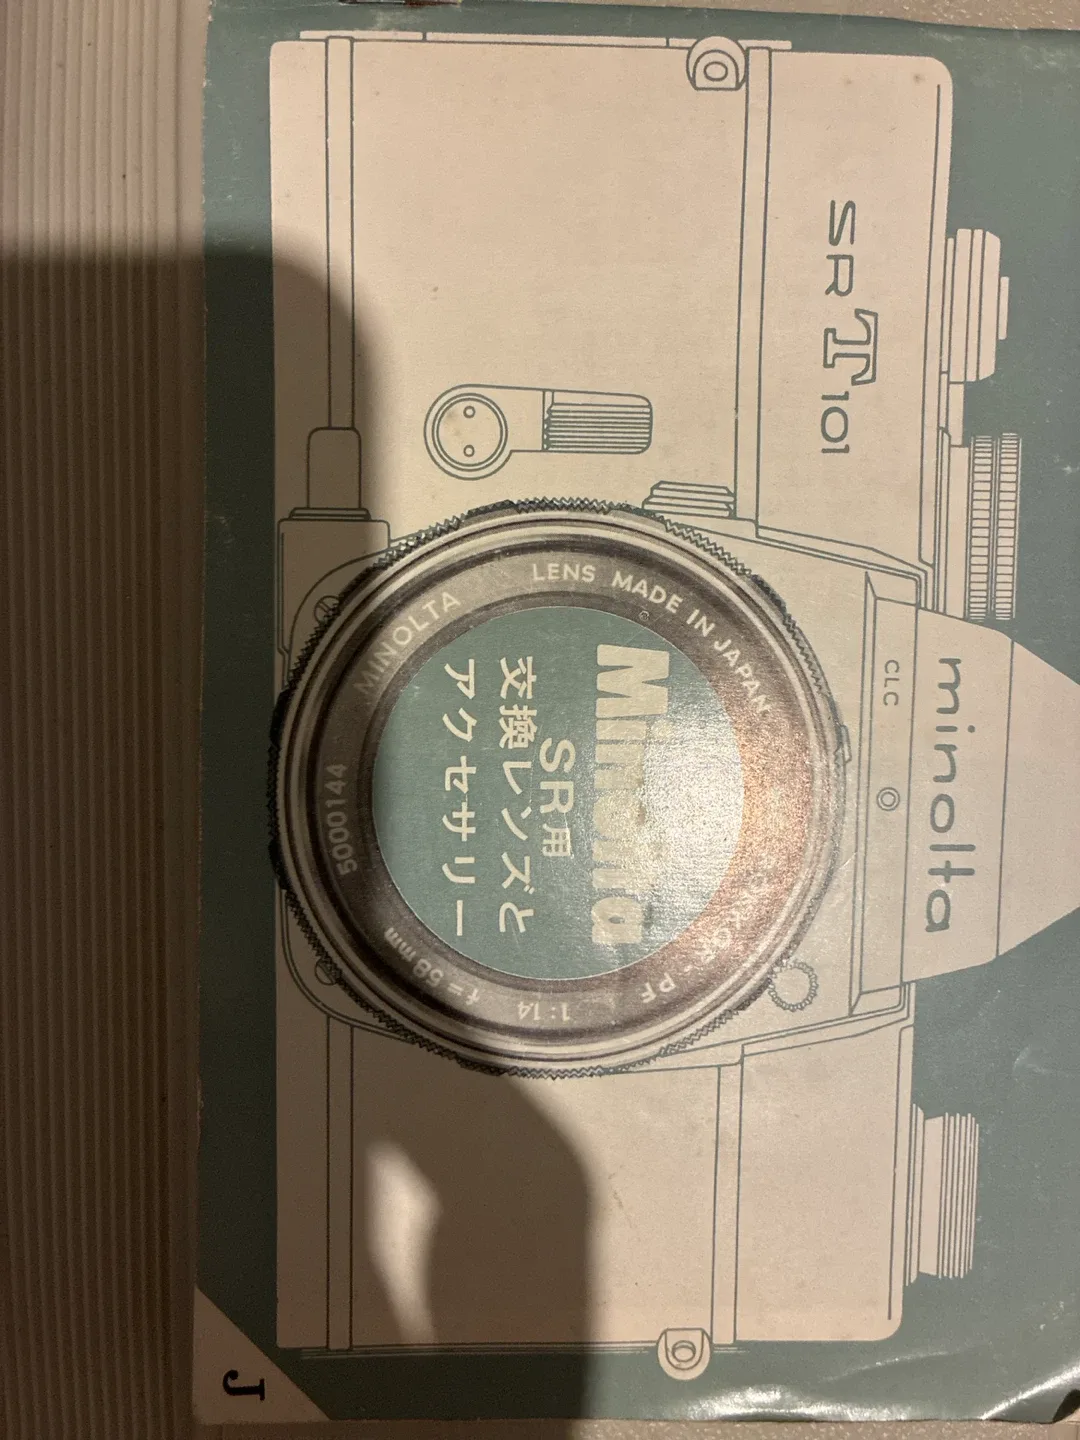 minolta
CLC
SR T 101
Minolta
SR用
交換レンズと
アクセサリー
LENS MADE IN JAPAN
MINOLTA
5000144
f=58mm
1:1.4
-PF
J